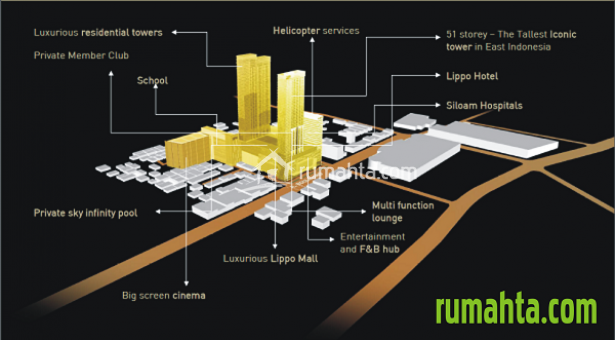 Luxurious residential towers
Helicopter services
51 storey – The Tallest Iconic
tower in East Indonesia
Private Member Club
School
Lippo Hotel
Siloam Hospitals
rumahta.com
Private sky infinity pool
Multi function
lounge
Entertainment
and F&B hub
Luxurious Lippo Mall
Big screen cinema
rumahta.com